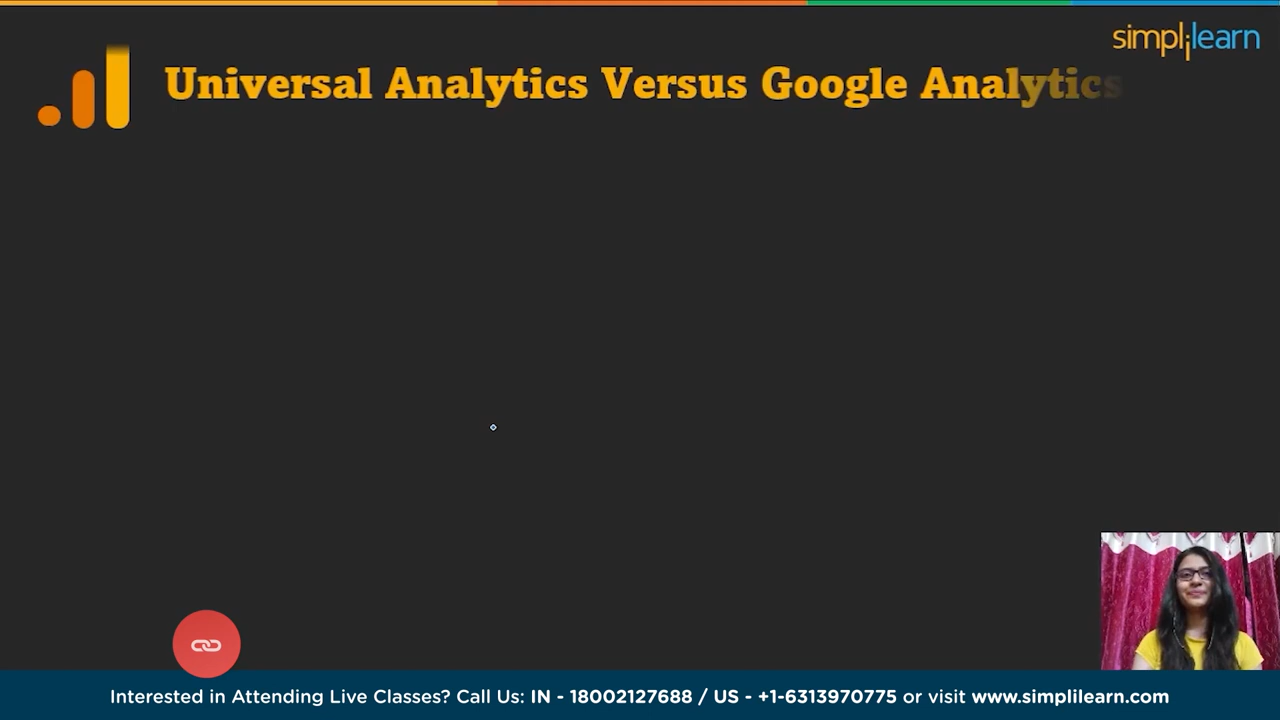 simplilearn
Universal Analytics Versus Google Analytics
Interested in Attending Live Classes? Call Us: IN - 18002127688 / US - +1-6313970775 or visit www.simplilearn.com